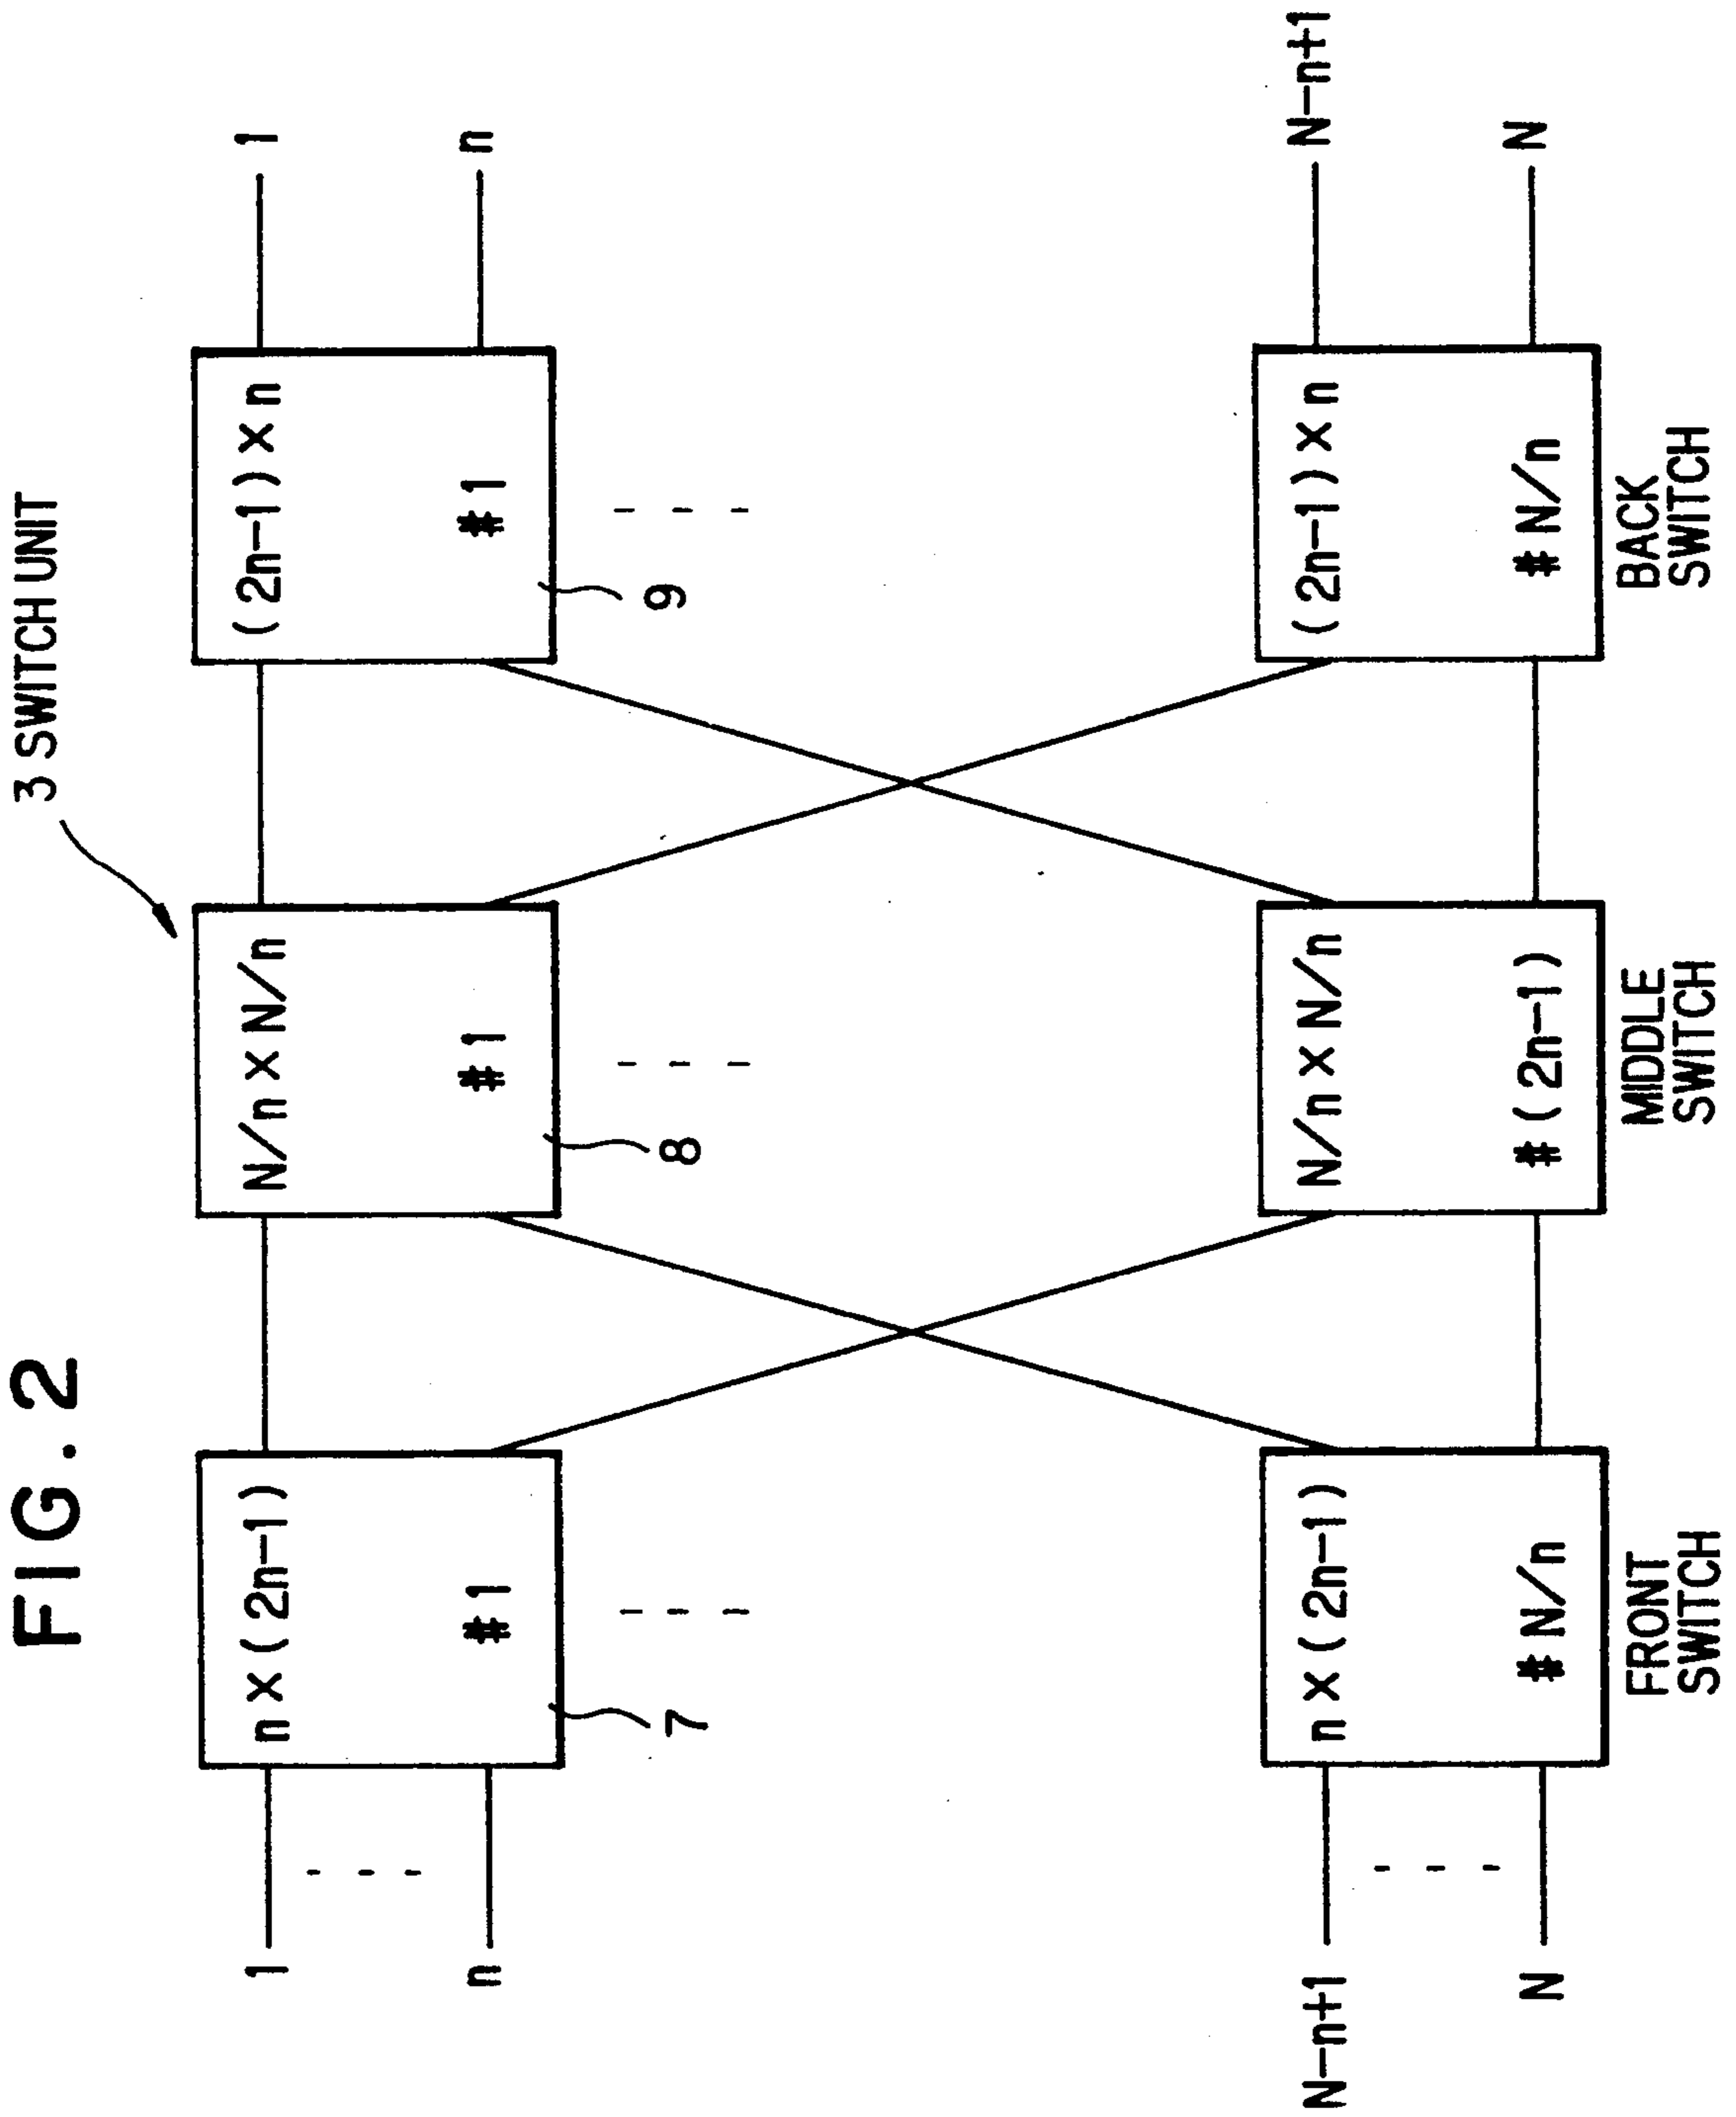 FIG. 2
3 SWITCH UNIT
1
n × (2n-1)
N/n × N/n
(2n-1) × n
1
n
#1
#1
#1
n
7
8
9
N-n+1
n × (2n-1)
N/n × N/n
(2n-1) × n
N-n+1
N
#N/n
#(2n-1)
#N/n
N
FRONT
SWITCH
MIDDLE
SWITCH
BACK
SWITCH